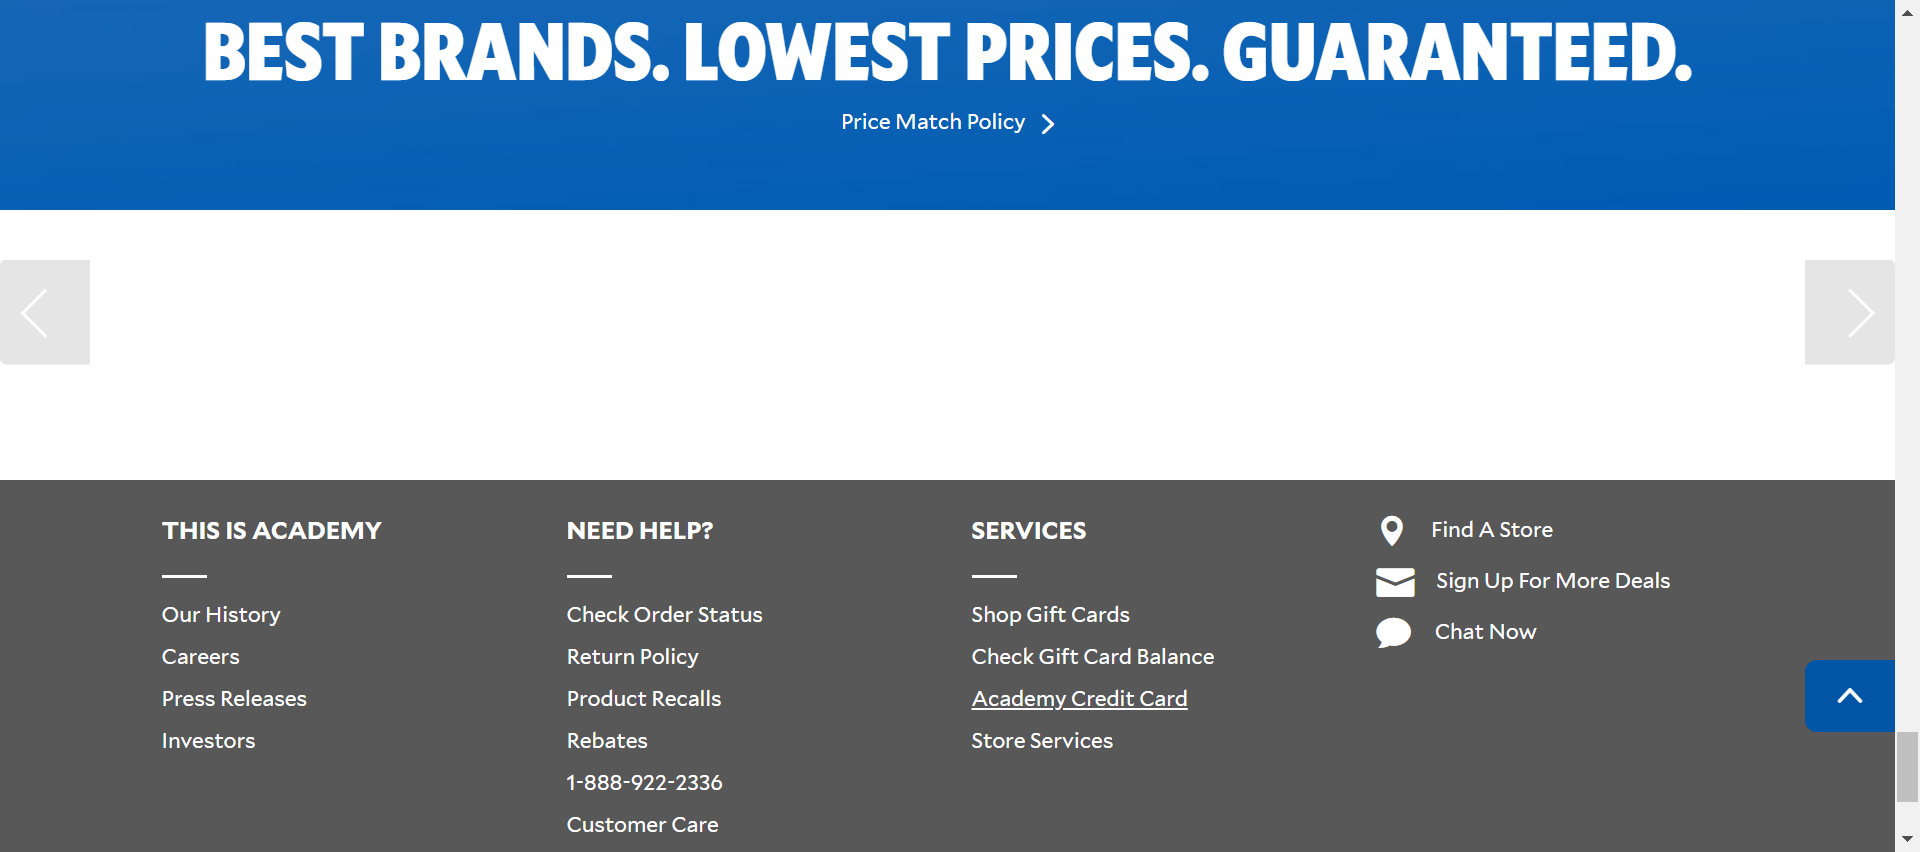 BEST BRANDS. LOWEST PRICES. GUARANTEED.
Price Match Policy
THIS IS ACADEMY
Our History
Careers
Press Releases
Investors
NEED HELP?
Check Order Status
Return Policy
Product Recalls
Rebates
1-888-922-2336
Customer Care
SERVICES
Shop Gift Cards
Check Gift Card Balance
Academy Credit Card
Store Services
Find A Store
Sign Up For More Deals
Chat Now